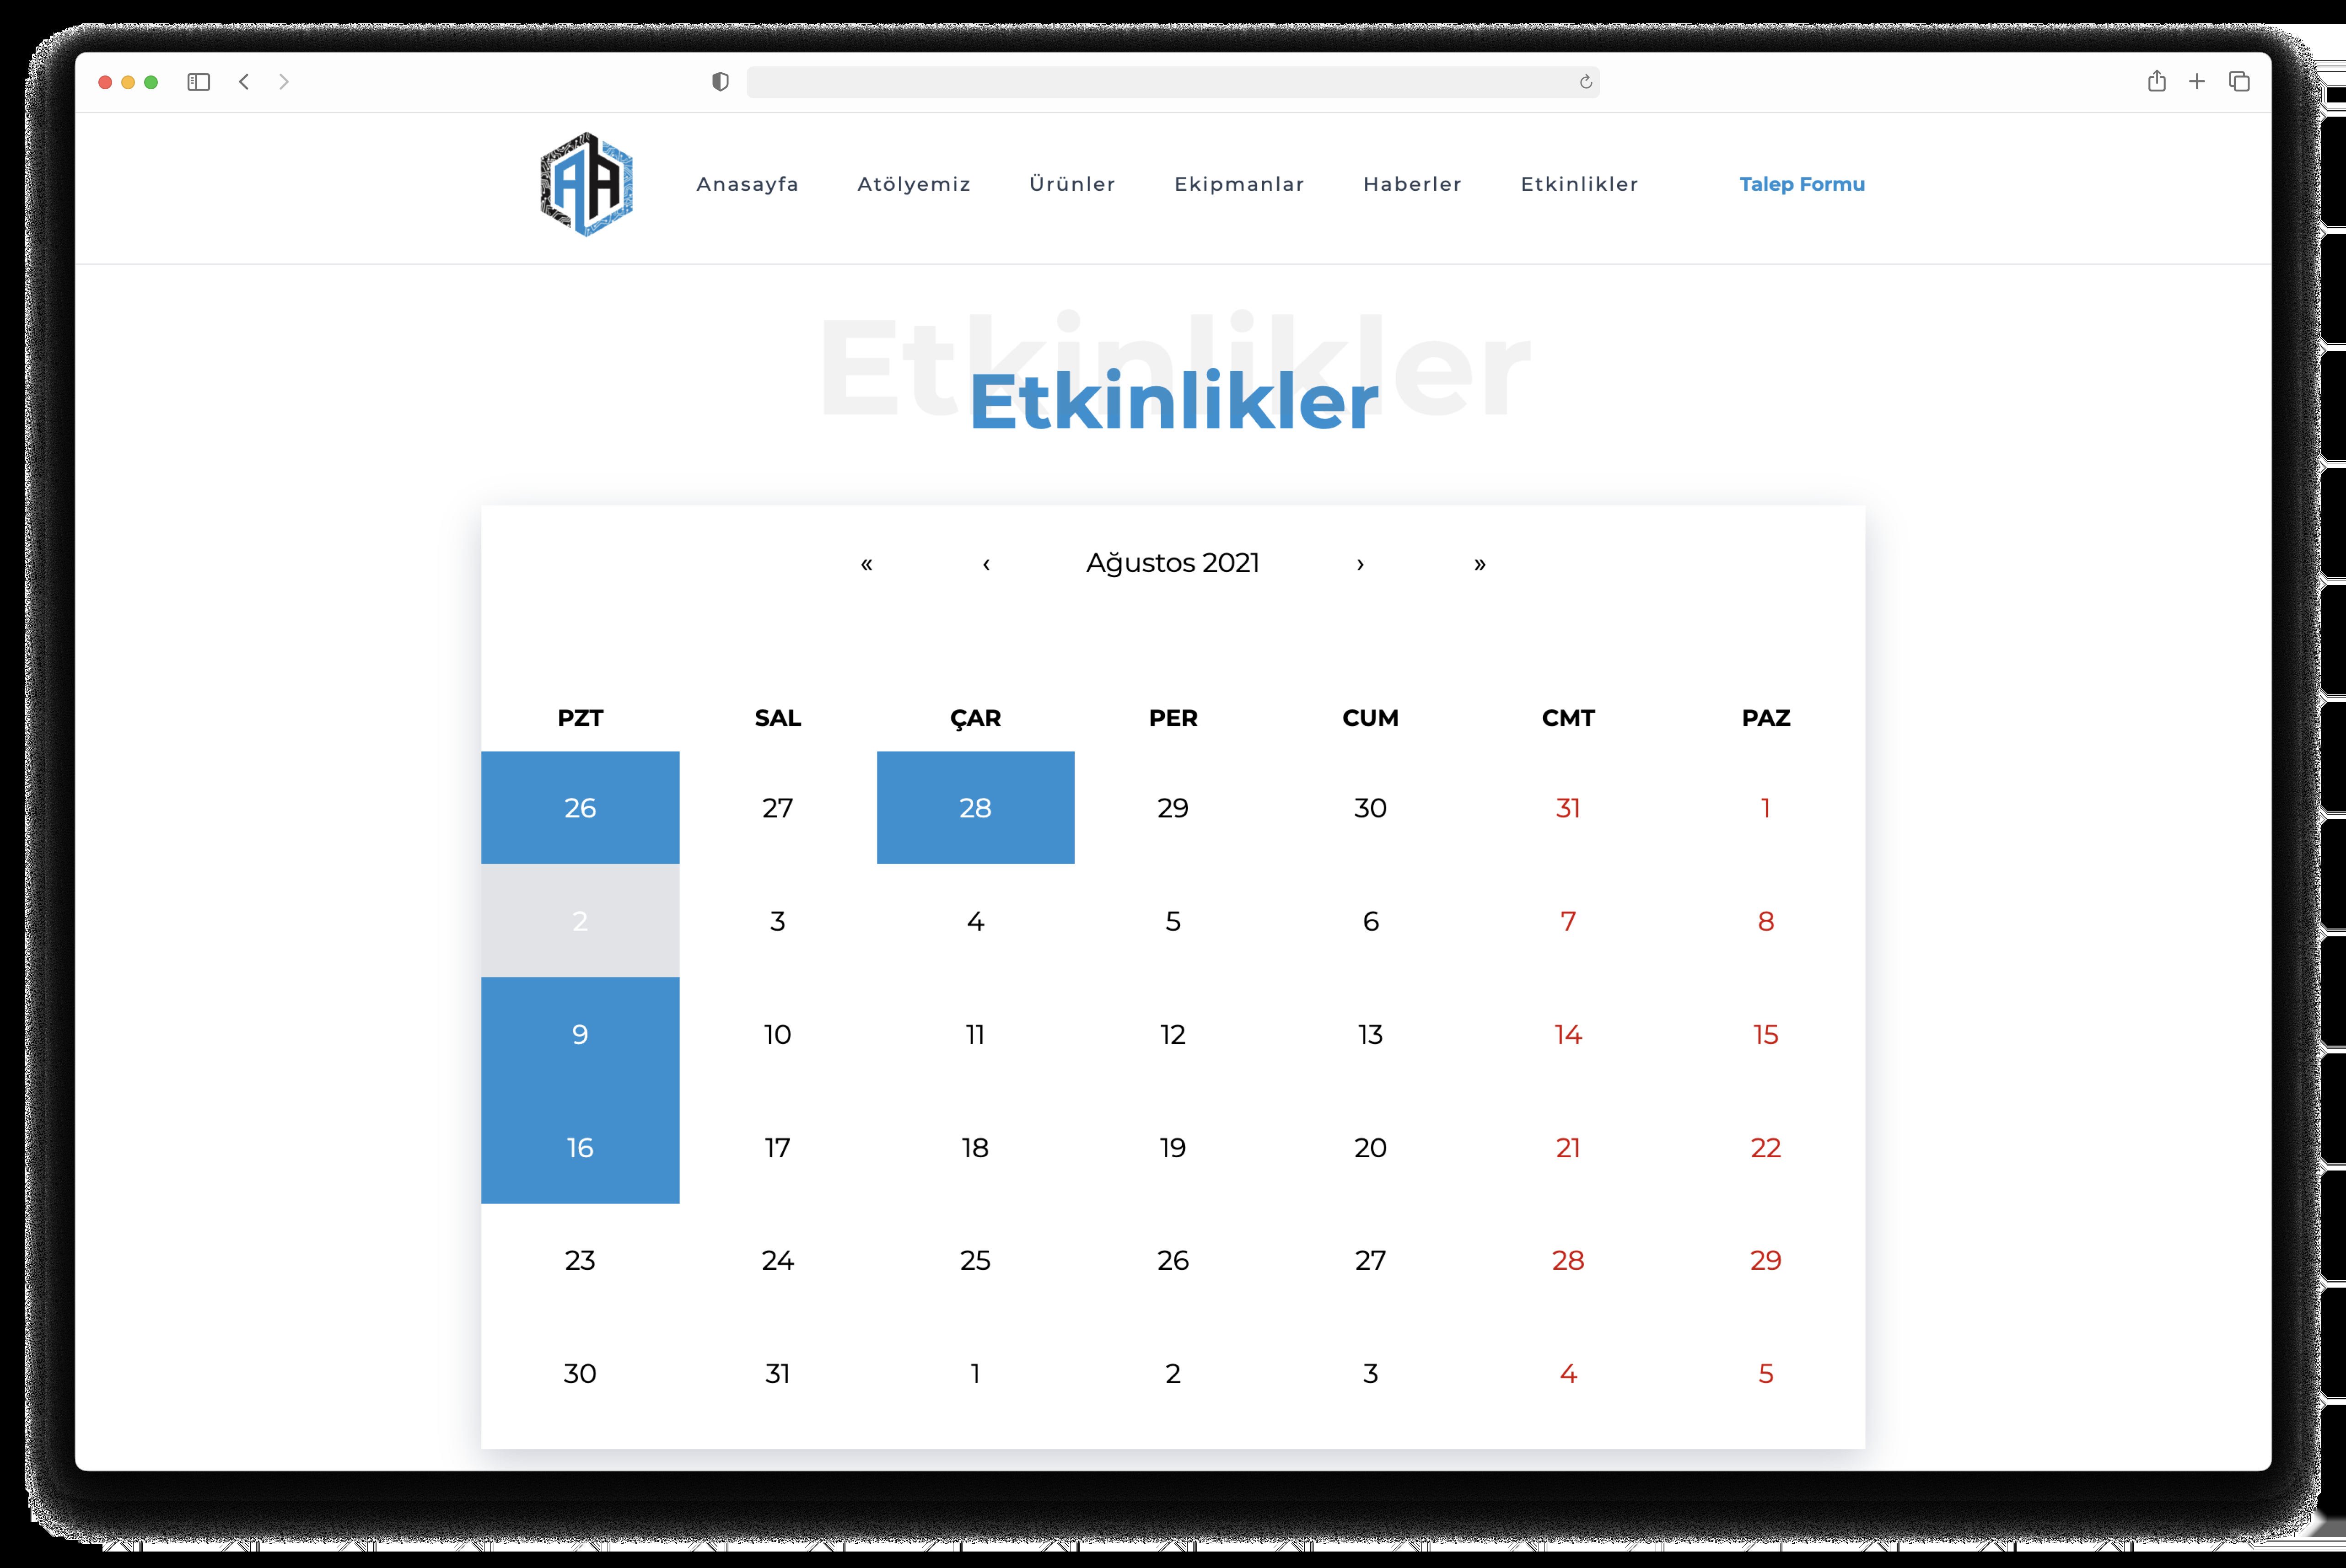 AA
Anasayfa Atölyemiz Ürünler Ekipmanlar Haberler Etkinlikler Talep Formu
Etkinlikler
Etkinlikler
« ‹ Ağustos 2021 › »
PZT SAL ÇAR PER CUM CMT PAZ
26 27 28 29 30 31 1
2 3 4 5 6 7 8
9 10 11 12 13 14 15
16 17 18 19 20 21 22
23 24 25 26 27 28 29
30 31 1 2 3 4 5